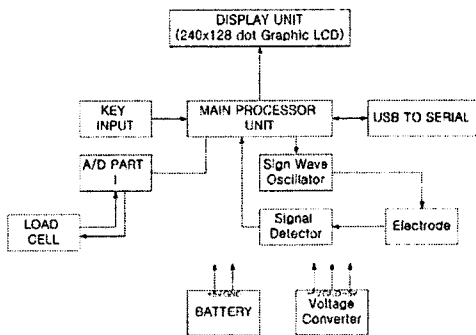 DISPLAY UNIT
(240x128 dot Graphic LCD)
KEY
INPUT
MAIN PROCESSOR
UNIT
USB TO SERIAL
A/D PART
I
Sign Wave
Oscillator
LOAD
CELL
Signal
Detector
Electrode
BATTERY
Voltage
Converter